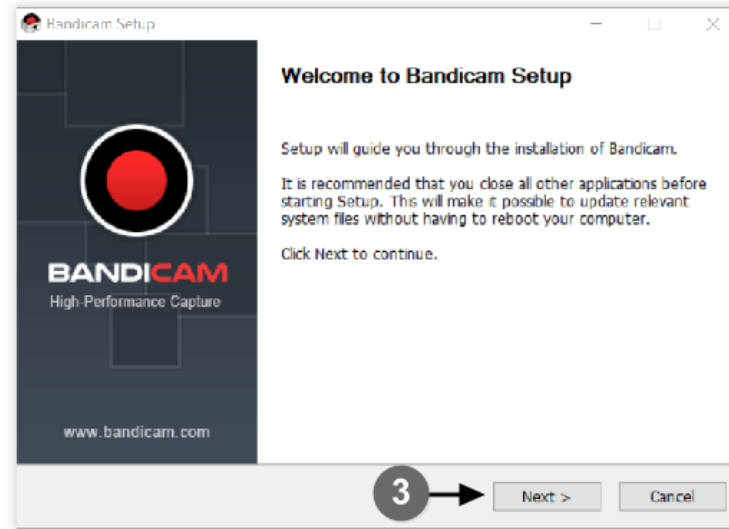 Bandicam Setup
Welcome to Bandicam Setup
Setup will guide you through the installation of Bandicam.
It is recommended that you close all other applications before
starting Setup. This will make it possible to update relevant
system files without having to reboot your computer.
Click Next to continue.
BANDICAM
High-Performance Capture
www.bandicam.com
3
Next >
Cancel